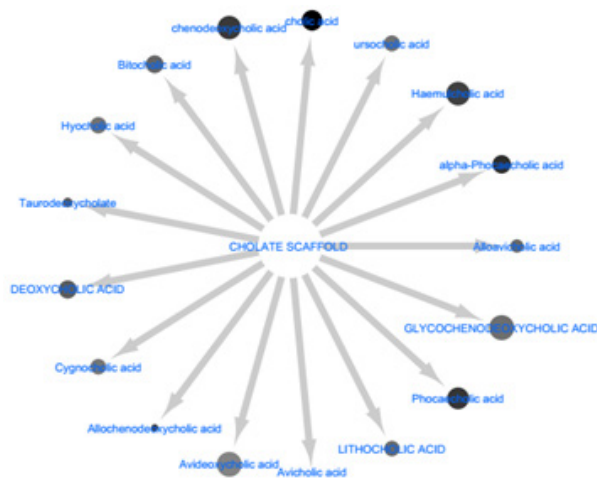 cholic acid
chenodeoxycholic acid
ursocholic acid
Bitocholic acid
Haemulcholic acid
Hyocholic acid
alpha-Phocaecholic acid
Taurodeoxycholate
CHOLATE SCAFFOLD
Alloavicholic acid
DEOXYCHOLIC ACID
GLYCOCHENODEOXYCHOLIC ACID
Cygnocholic acid
Phocaecholic acid
Allochenodeoxycholic acid
LITHOCHOLIC ACID
Avideoxycholic acid
Avicholic acid